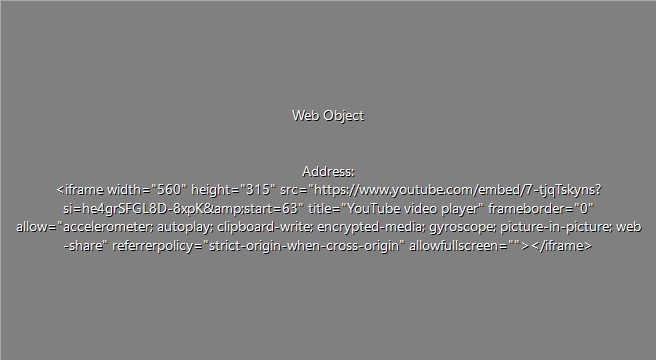 Web Object
Address:
<iframe width="560" height="315" src="https://www.youtube.com/embed/7-tjqTskyns?
si=he4grSFGL8D-8xpK&amp;start=63" title="YouTube video player" frameborder="0"
allow="accelerometer; autoplay; clipboard-write; encrypted-media; gyroscope; picture-in-picture; web
-share" referrerpolicy="strict-origin-when-cross-origin" allowfullscreen=""></iframe>